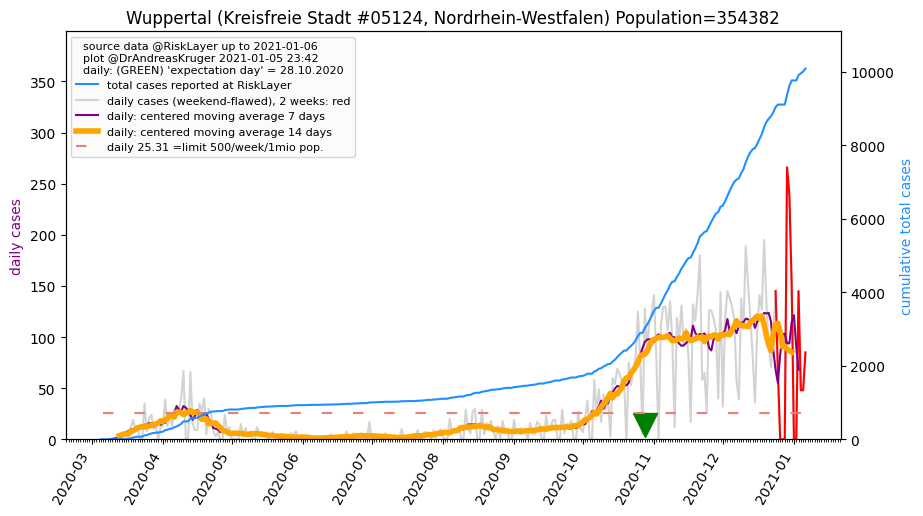 Wuppertal (Kreisfreie Stadt #05124, Nordrhein-Westfalen) Population=354382
source data @RiskLayer up to 2021-01-06
plot @DrAndreasKruger 2021-01-05 23:42
daily: (GREEN) 'expectation day' = 28.10.2020
total cases reported at RiskLayer
daily cases (weekend-flawed), 2 weeks: red
daily: centered moving average 7 days
daily: centered moving average 14 days
daily 25.31 =limit 500/week/1mio pop.
daily cases
350
300
250
200
150
100
50
0
10000
8000
6000
4000
2000
0
cumulative total cases
2020-03
2020-04
2020-05
2020-06
2020-07
2020-08
2020-09
2020-10
2020-11
2020-12
2021-01